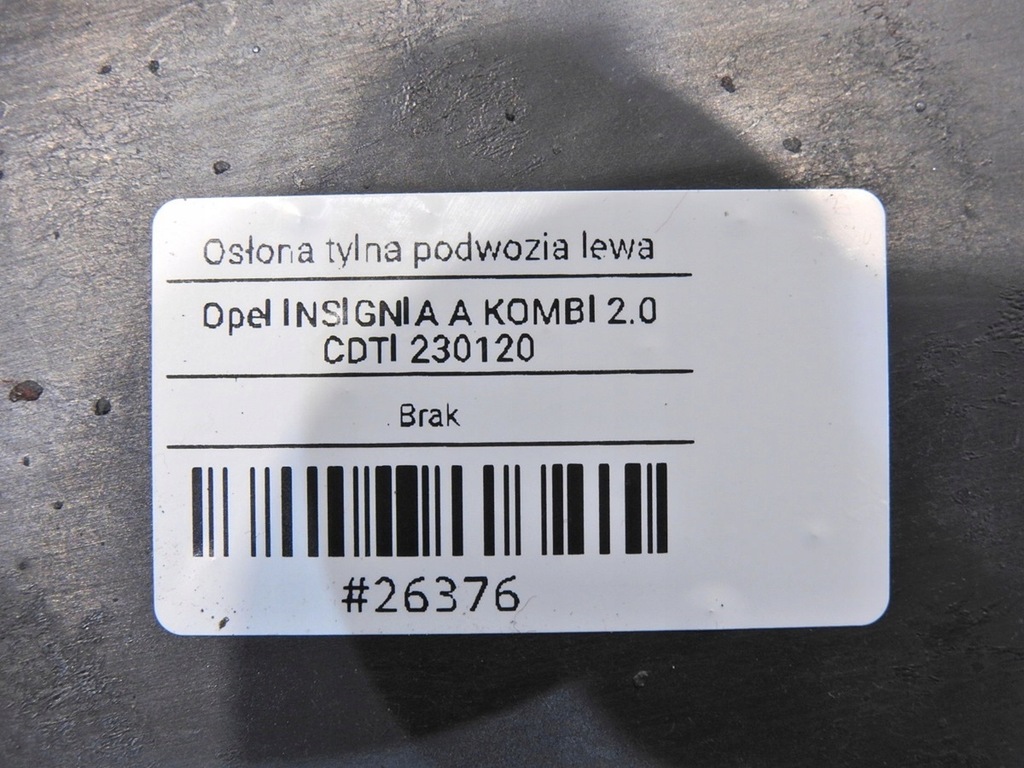 Osłona tylna podwozia lewa
Opel INSIGNIA A KOMBI 2.0
CDTI 230120
Brak
#26376